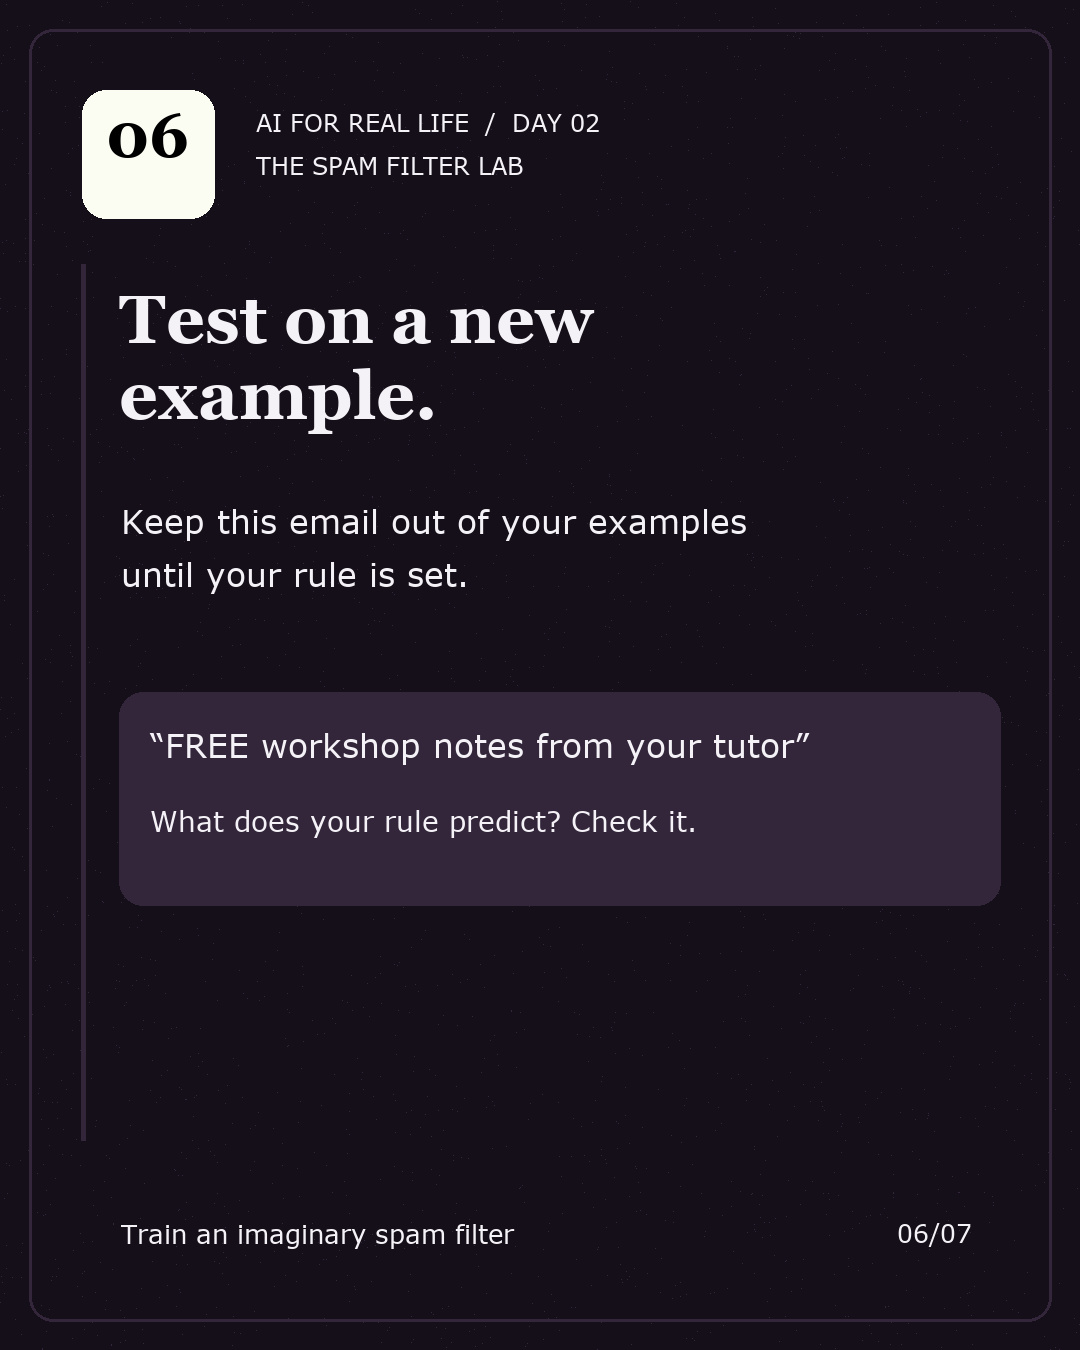 06
AI FOR REAL LIFE / DAY 02
THE SPAM FILTER LAB
Test on a new
example.
Keep this email out of your examples
until your rule is set.
“FREE workshop notes from your tutor”
What does your rule predict? Check it.
Train an imaginary spam filter
06/07